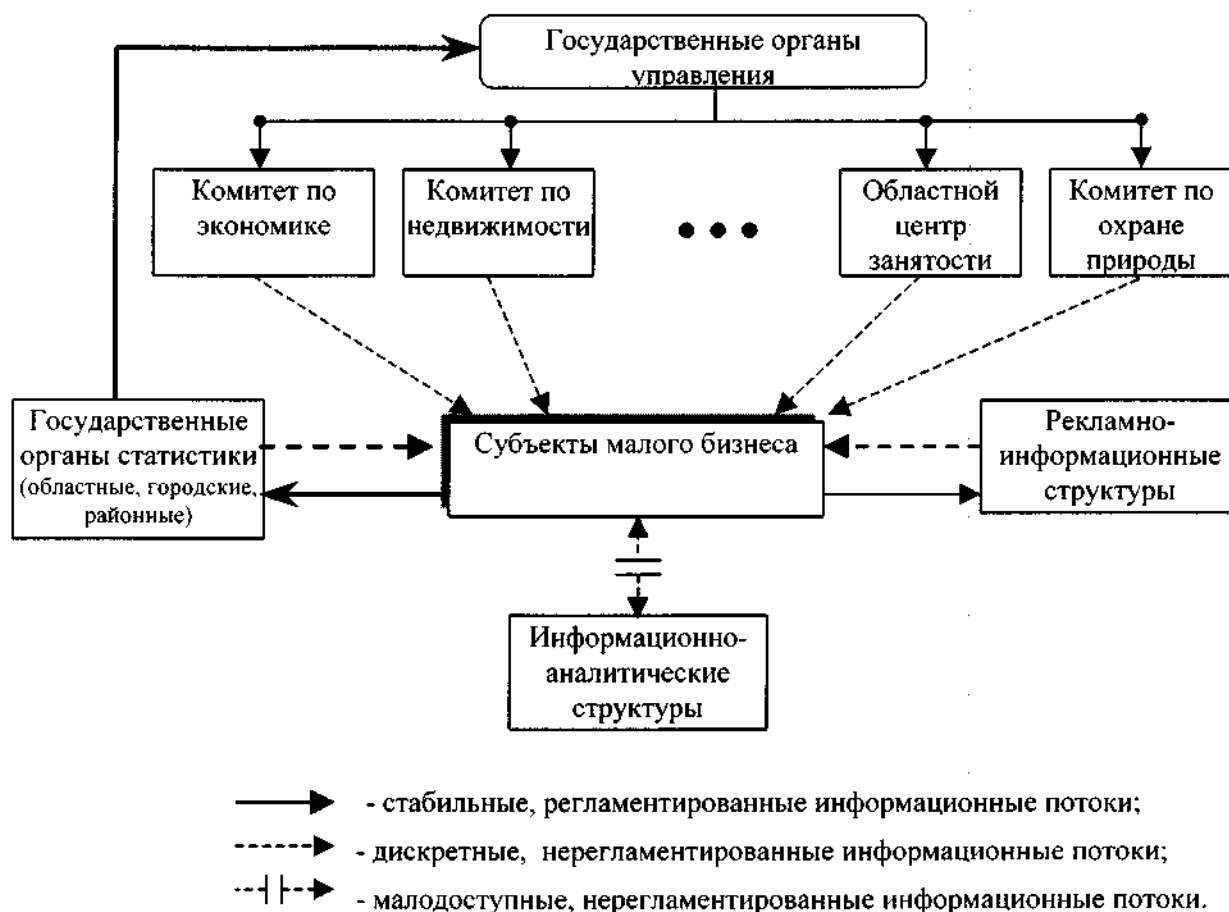 Государственные органы
управления
Комитет по
экономике
Комитет по
недвижимости
Областной
центр
занятости
Комитет по
охране
природы
Государственные
органы статистики
(областные, городские,
районные)
Субъекты малого бизнеса
Рекламно-
информационные
структуры
Информационно-
аналитические
структуры
- стабильные, регламентированные информационные потоки;
- дискретные, нерегламентированные информационные потоки;
- малодоступные, нерегламентированные информационные потоки.